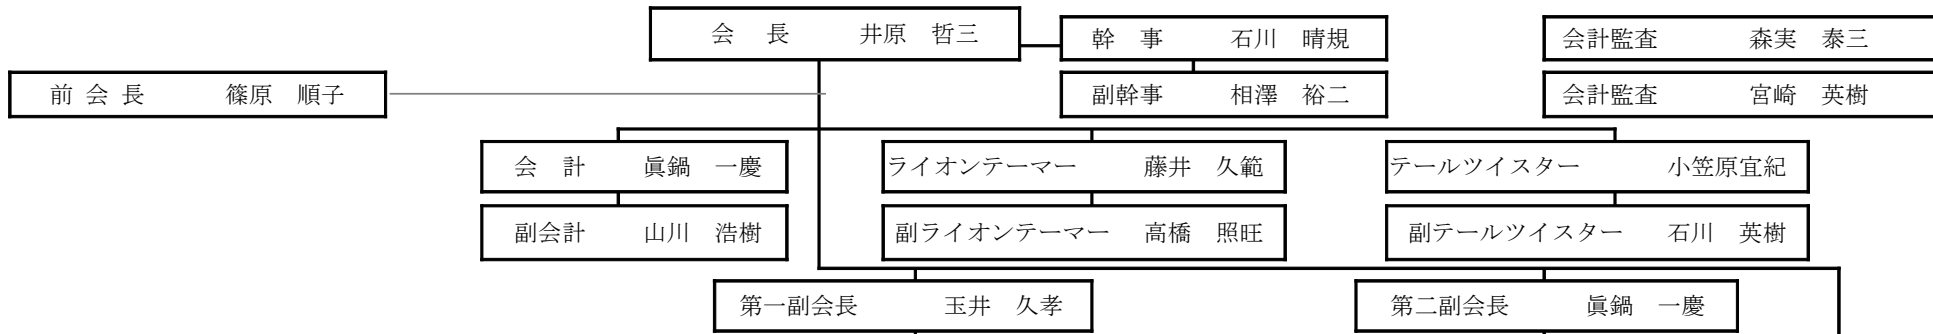 会　長　　　井原　哲三
幹　事　　　石川　晴規
会計監査　　　　森実　泰三
前 会 長　　　篠原　順子
副幹事　　　相澤　裕二
会計監査　　　　宮崎　英樹
会　計　　眞鍋　一慶
ライオンテーマー　　　藤井　久範
テールツイスター　　　　小笠原宜紀
副会計　　　山川　浩樹
副ライオンテーマー　　高橋　照旺
副テールツイスター　　石川　英樹
第一副会長　　　　玉井　久孝
第二副会長　　　眞鍋　一慶